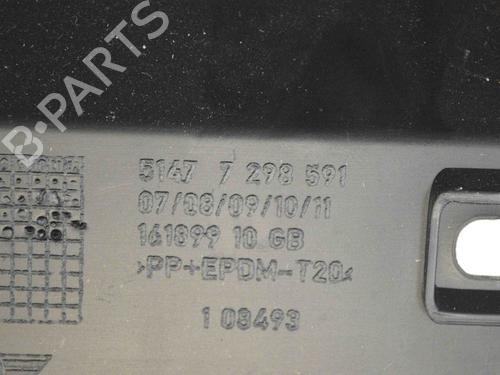 B-PARTS
5147 7 298 591
07/08/09/10/11
161899 10 GB
>PP+EPDM-T20<
1 08493